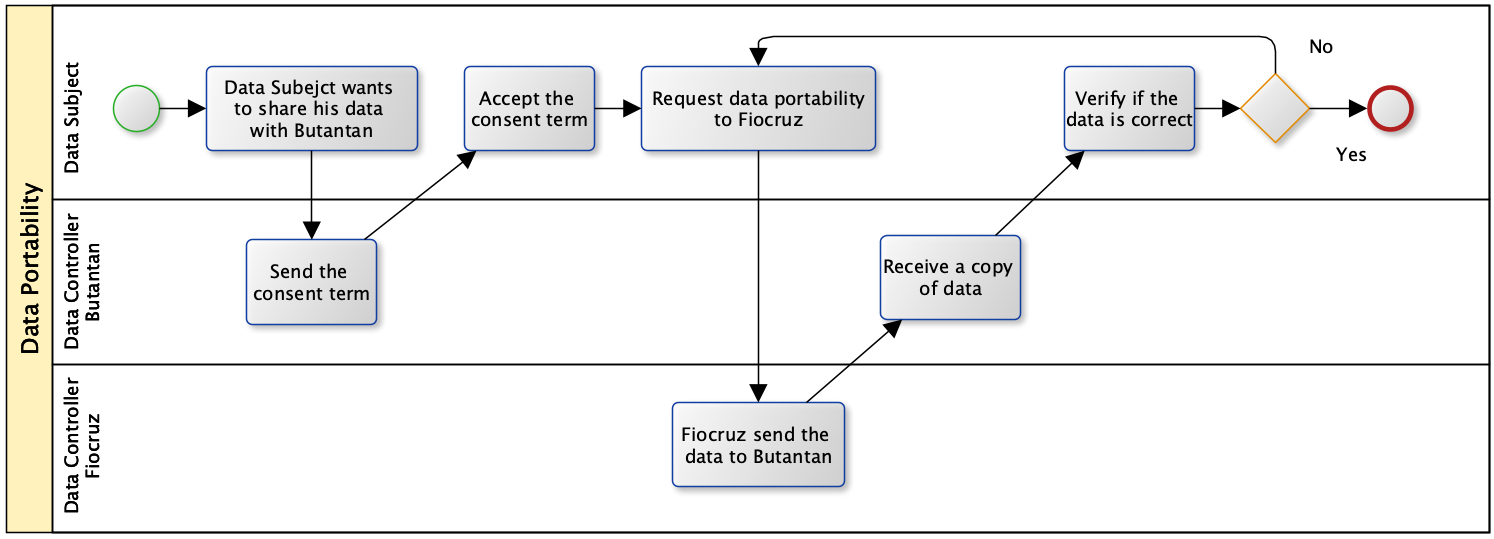 Data Portability
Data Subject
Data Subejct wants
to share his data
with Butantan
Accept the
consent term
Request data portability
to Fiocruz
Verify if the
data is correct
No
Yes
Data Controller
Butantan
Send the
consent term
Receive a copy
of data
Data Controller
Fiocruz
Fiocruz send the
data to Butantan